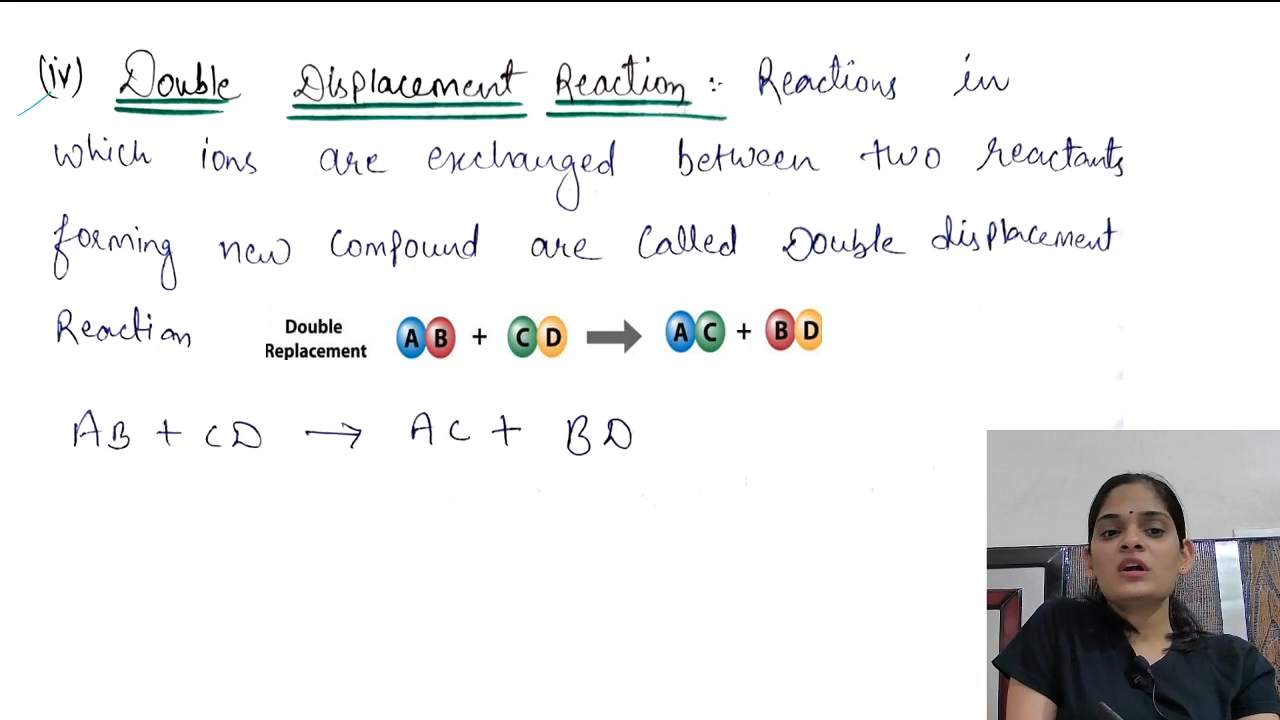 (iv) Double Displacement Reaction :- Reactions in
which ions are exchanged between two reactants
forming new compound are called Double displacement
Reaction
Double
Replacement
A B + C D → A C + B D
AB + CD → AC + BD